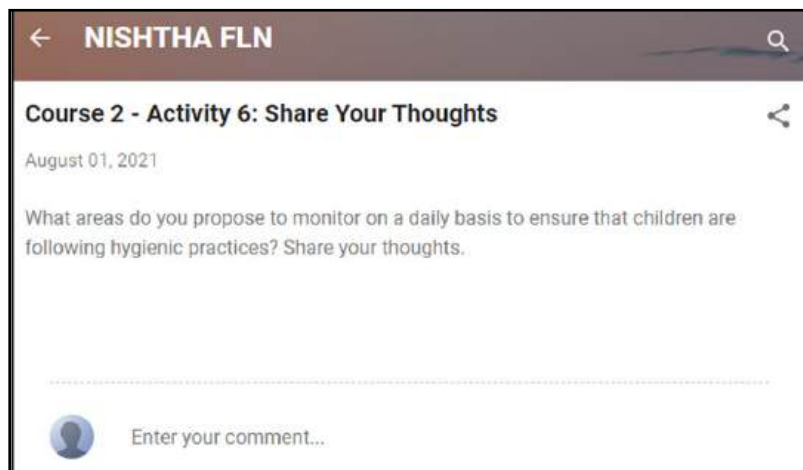 NISHTHA FLN
Course 2 - Activity 6: Share Your Thoughts
August 01, 2021
What areas do you propose to monitor on a daily basis to ensure that children are
following hygienic practices? Share your thoughts.
Enter your comment...